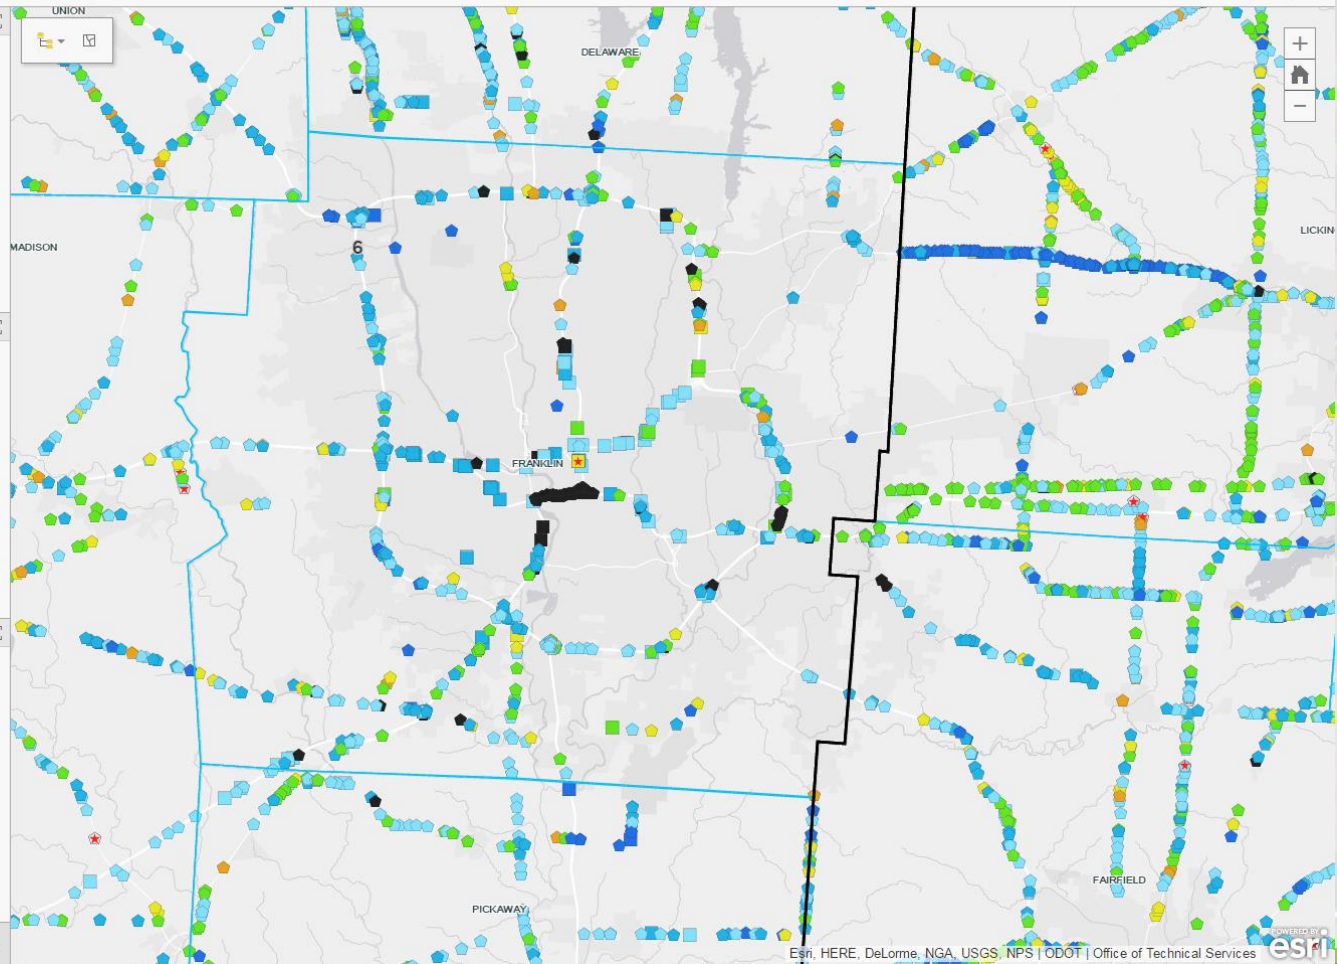 UNION
DELAWARE
LICKIN
MADISON
6
FRANKLIN
FAIRFIELD
PICKAWAY
POWERED BY
esri
Esri, HERE, DeLorme, NGA, USGS, NPS | ODOT | Office of Technical Services